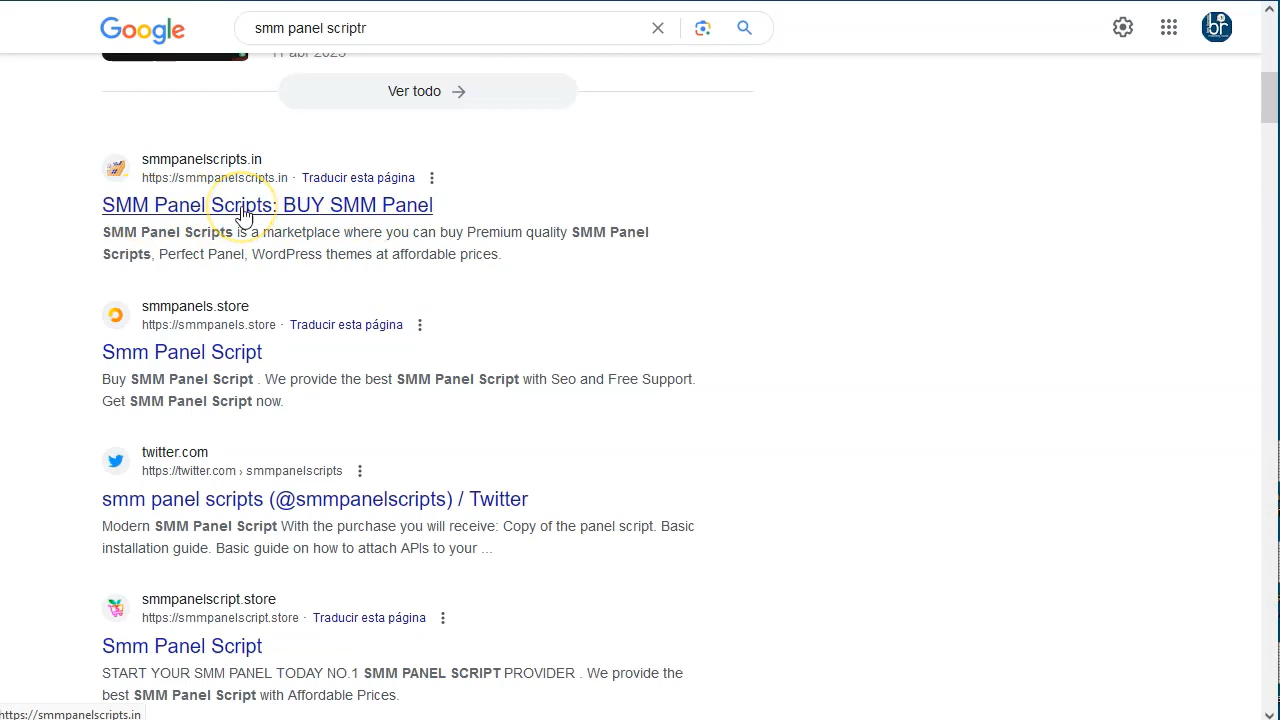 Google
smm panel scriptr
br
11 abr 2023
Ver todo
smmpanelscripts.in
https://smmpanelscripts.in · Traducir esta página
SMM Panel Scripts: BUY SMM Panel
SMM Panel Scripts is a marketplace where you can buy Premium quality SMM Panel
Scripts, Perfect Panel, WordPress themes at affordable prices.
smmpanels.store
https://smmpanels.store · Traducir esta página
Smm Panel Script
Buy SMM Panel Script . We provide the best SMM Panel Script with Seo and Free Support.
Get SMM Panel Script now.
twitter.com
https://twitter.com › smmpanelscripts
smm panel scripts (@smmpanelscripts) / Twitter
Modern SMM Panel Script With the purchase you will receive: Copy of the panel script. Basic
installation guide. Basic guide on how to attach APIs to your ...
smmpanelscript.store
https://smmpanelscript.store · Traducir esta página
Smm Panel Script
START YOUR SMM PANEL TODAY NO.1 SMM PANEL SCRIPT PROVIDER . We provide the
best SMM Panel Script with Affordable Prices.
https://smmpanelscripts.in